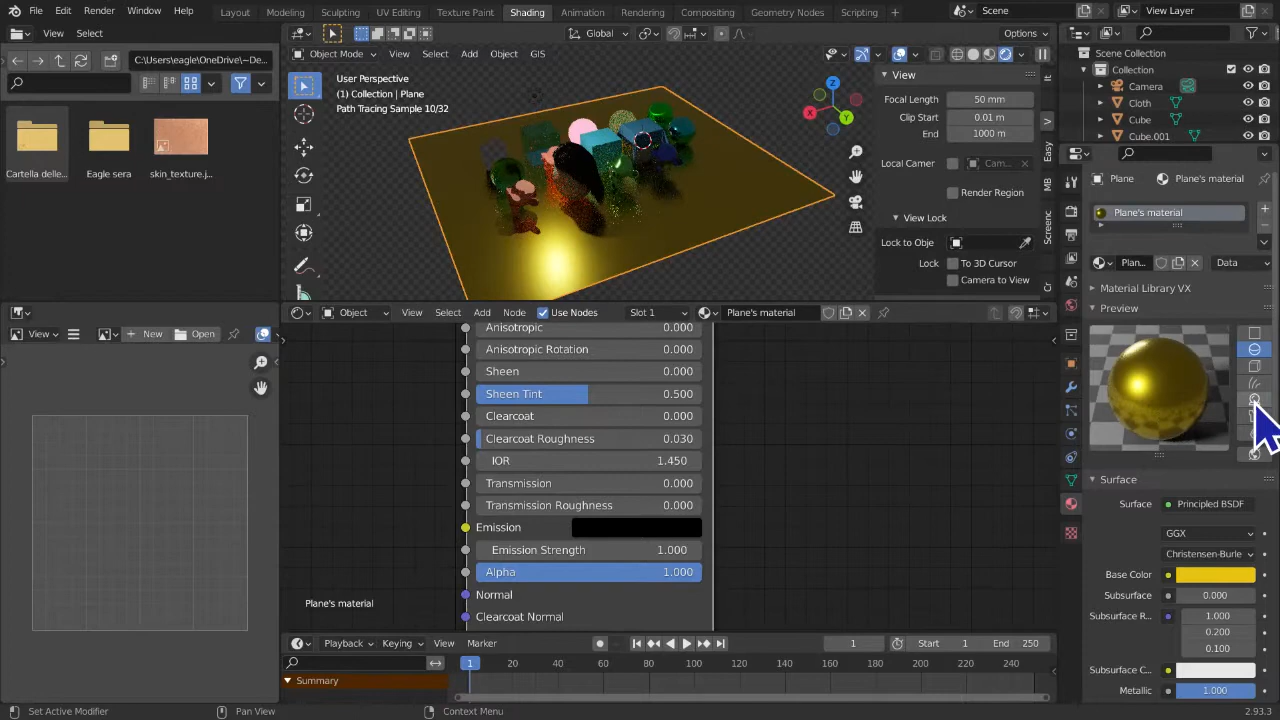 File Edit Render Window Help Layout Modeling Sculpting UV Editing Texture Paint Shading Animation Rendering Compositing Geometry Nodes Scripting + Scene View Layer
View Select
Global Options
Scene Collection
C:\Users\eagle\OneDrive\~De...
Object Mode View Select Add Object GIS
Collection
Camera
Cloth
Cube
Cube.001
Cartella delle...
Eagle sera
skin_texture.j...
User Perspective
(1) Collection | Plane
Path Tracing Sample 10/32
X
Y
Z
View
Focal Length 50 mm
Clip Start 0.01 m
End 1000 m
Local Camer Cam...
Render Region
View Lock
Lock to Obje
Lock To 3D Cursor
Camera to View
V
Easy
MB
Screenc
Cr
Plane Plane's material
Plane's material
Plan... Data
Material Library VX
Preview
Surface
Surface Principled BSDF
GGX
Christensen-Burle
Base Color
Subsurface 0.000
Subsurface R... 1.000
0.200
0.100
Subsurface C...
Metallic 1.000
View New Open
Object View Select Add Node Use Nodes Slot 1 Plane's material
Anisotropic 0.000
Anisotropic Rotation 0.000
Sheen 0.000
Sheen Tint 0.500
Clearcoat 0.000
Clearcoat Roughness 0.030
IOR 1.450
Transmission 0.000
Transmission Roughness 0.000
Emission
Emission Strength 1.000
Alpha 1.000
Normal
Clearcoat Normal
Plane's material
Playback Keying View Marker 1 Start 1 End 250
1 20 40 60 80 100 120 140 160 180 200 220 240
Summary
Set Active Modifier Pan View Context Menu 2.93.3